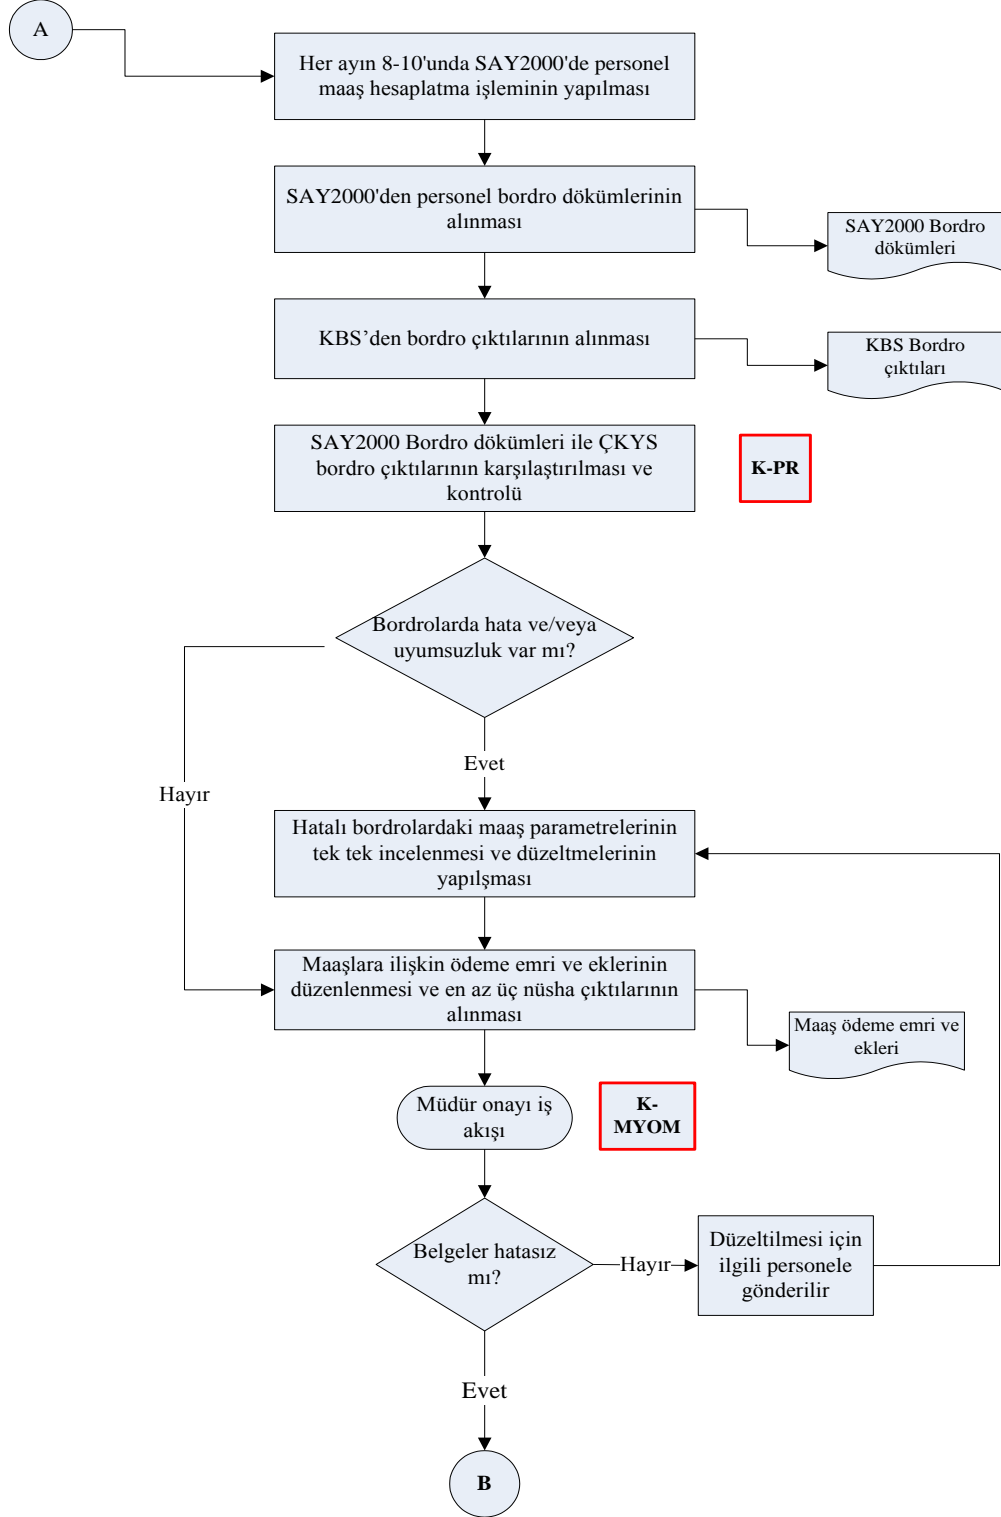 A
Her ayın 8-10'unda SAY2000'de personel
maaş hesaplatma işleminin yapılması
SAY2000'den personel bordro dökümlerinin
alınması
SAY2000 Bordro
dökümleri
KBS’den bordro çıktılarının alınması
KBS Bordro
çıktıları
SAY2000 Bordro dökümleri ile ÇKYS
bordro çıktılarının karşılaştırılması ve
kontrolü
K-PR
Bordrolarda hata ve/veya
uyumsuzluk var mı?
Evet
Hayır
Hatalı bordrolardaki maaş parametrelerinin
tek tek incelenmesi ve düzeltmelerinin
yapılşması
Maaşlara ilişkin ödeme emri ve eklerinin
düzenlenmesi ve en az üç nüsha çıktılarının
alınması
Maaş ödeme emri ve
ekleri
Müdür onayı iş
akışı
K-
MYOM
Belgeler hatasız
mı?
Hayır
Düzeltilmesi için
ilgili personele
gönderilir
Evet
B